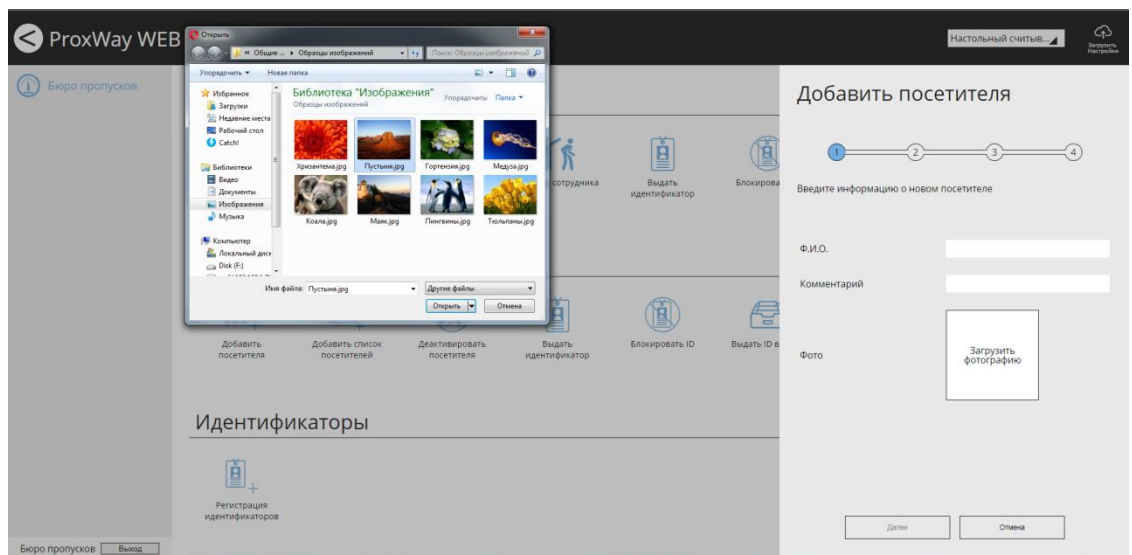 ProxWay WEB
Настольный считыв...
Загрузить
Настройки
Бюро пропусков
Открыть
« Общие ... ▸ Образцы изображений
Поиск: Образцы изображений
Упорядочить
Новая папка
Избранное
Загрузки
Недавние места
Рабочий стол
Catch!
Библиотеки
Видео
Документы
Изображения
Музыка
Компьютер
Локальный диск
Disk (F:)
Библиотека "Изображения"
Образцы изображений
Упорядочить: Папка
Хризантема.jpg
Пустыня.jpg
Гортензия.jpg
Медуза.jpg
Коала.jpg
Маяк.jpg
Пингвины.jpg
Тюльпаны.jpg
Имя файла: Пустыня.jpg
Другие файлы
Открыть
Отмена
сотрудника
Выдать
идентификатор
Блокирова
Добавить
посетителя
Добавить список
посетителей
Деактивировать
посетителя
Выдать
идентификатор
Блокировать ID
Выдать ID в
Идентификаторы
Регистрация
идентификаторов
Бюро пропусков
Выход
Добавить посетителя
1
2
3
4
Введите информацию о новом посетителе
Ф.И.О.
Комментарий
Фото
Загрузить
фотографию
Далее
Отмена